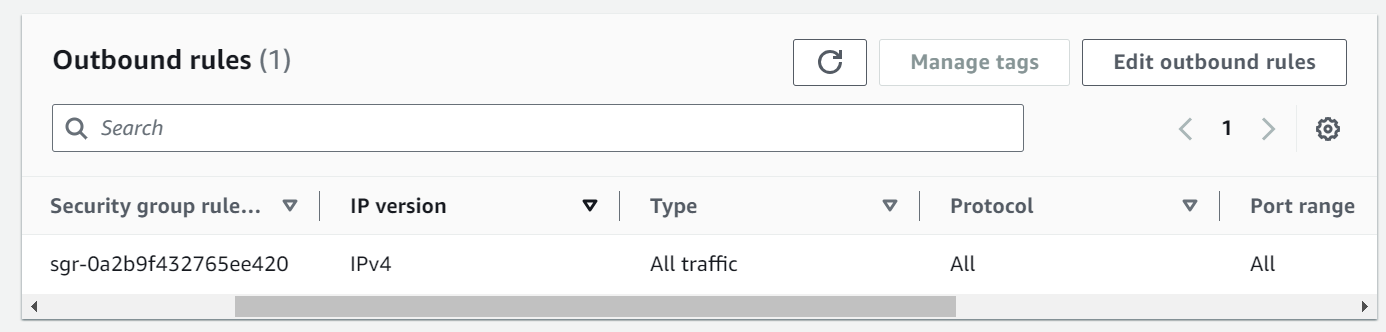 Outbound rules (1)
Manage tags
Edit outbound rules
Search
1
Security group rule... IP version Type Protocol Port range
sgr-0a2b9f432765ee420 IPv4 All traffic All All